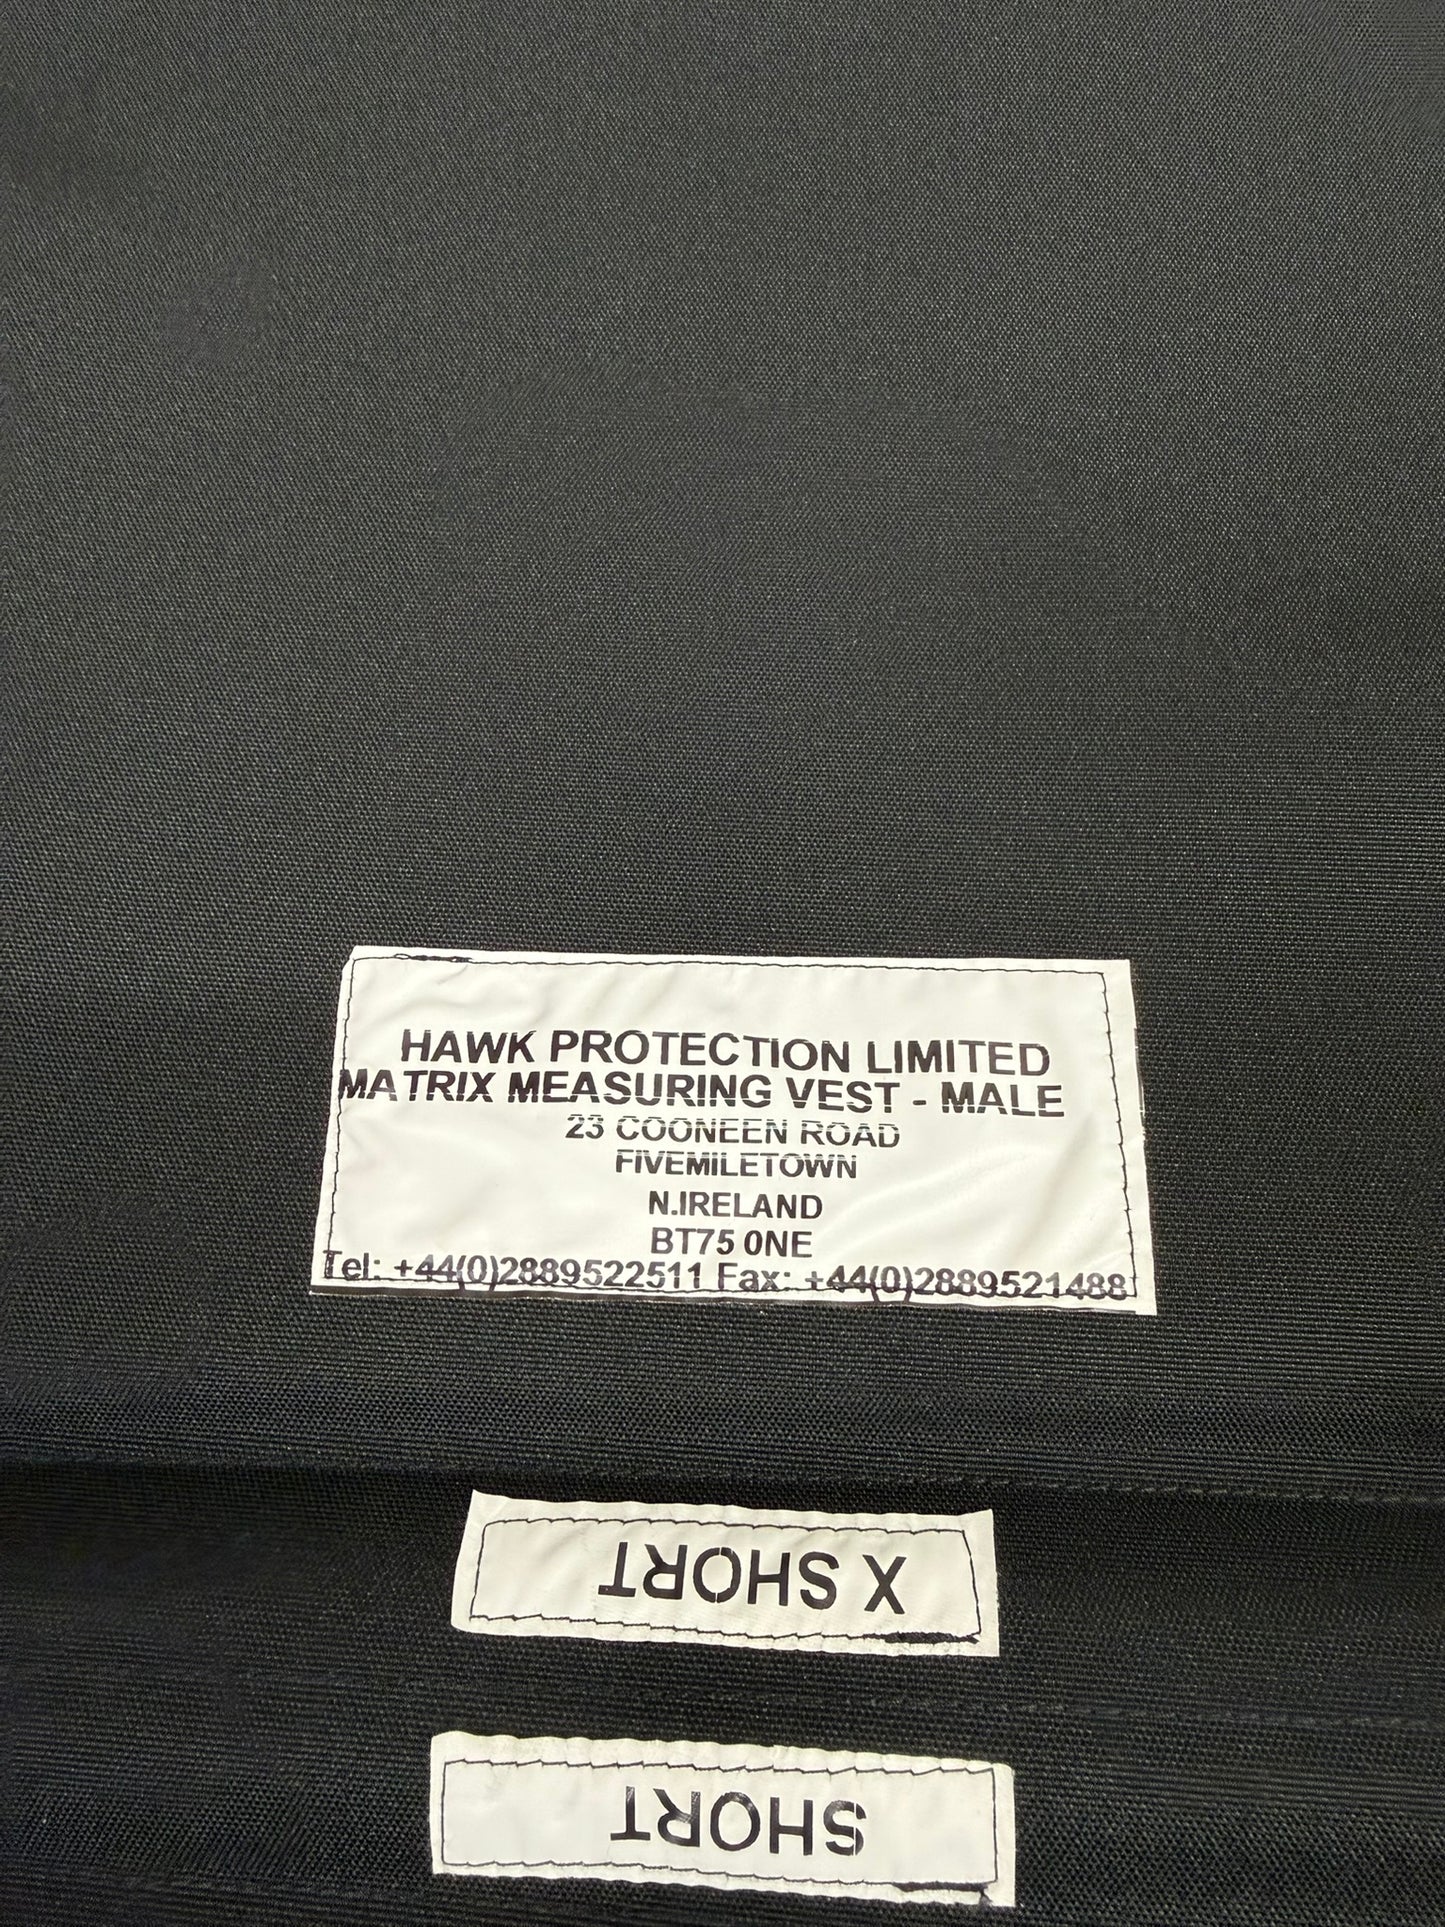 HAWK PROTECTION LIMITED
MATRIX MEASURING VEST - MALE
23 COONEEN ROAD
FIVEMILETOWN
N.IRELAND
BT75 0NE
Tel: +44(0)2889522511 Fax: +44(0)2889521488
X SHORT
SHORT